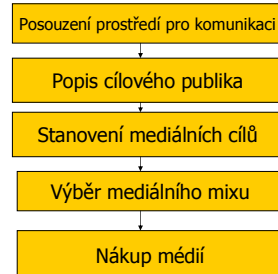 Posouzení prostředí pro komunikaci
Popis cílového publika
Stanovení mediálních cílů
Výběr mediálního mixu
Nákup médií